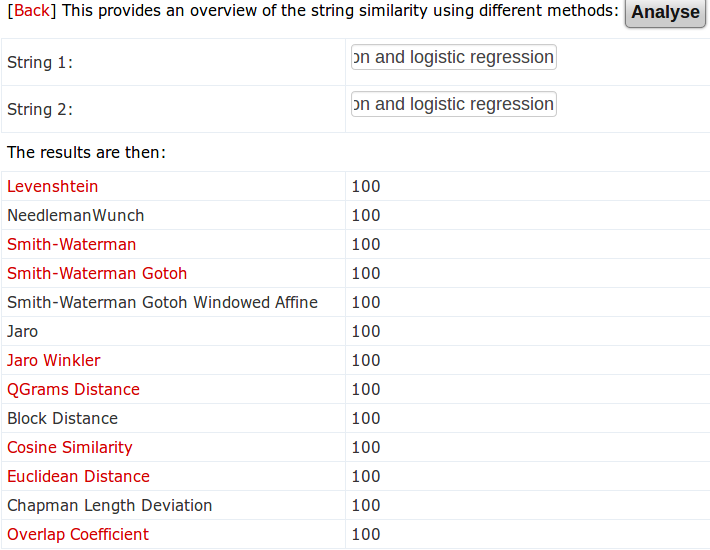 [Back] This provides an overview of the string similarity using different methods: Analyse
String 1: on and logistic regression
String 2: on and logistic regression
The results are then:
Levenshtein 100
NeedlemanWunch 100
Smith-Waterman 100
Smith-Waterman Gotoh 100
Smith-Waterman Gotoh Windowed Affine 100
Jaro 100
Jaro Winkler 100
QGrams Distance 100
Block Distance 100
Cosine Similarity 100
Euclidean Distance 100
Chapman Length Deviation 100
Overlap Coefficient 100